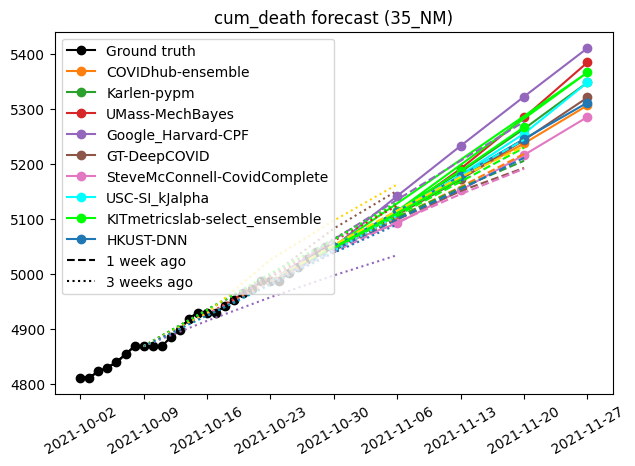 cum_death forecast (35_NM)
5400
5300
5200
5100
5000
4900
4800
Ground truth
COVIDhub-ensemble
Karlen-pypm
UMass-MechBayes
Google_Harvard-CPF
GT-DeepCOVID
SteveMcConnell-CovidComplete
USC-SI_kJalpha
KITmetricslab-select_ensemble
HKUST-DNN
1 week ago
3 weeks ago
2021-10-02
2021-10-09
2021-10-16
2021-10-23
2021-10-30
2021-11-06
2021-11-13
2021-11-20
2021-11-27